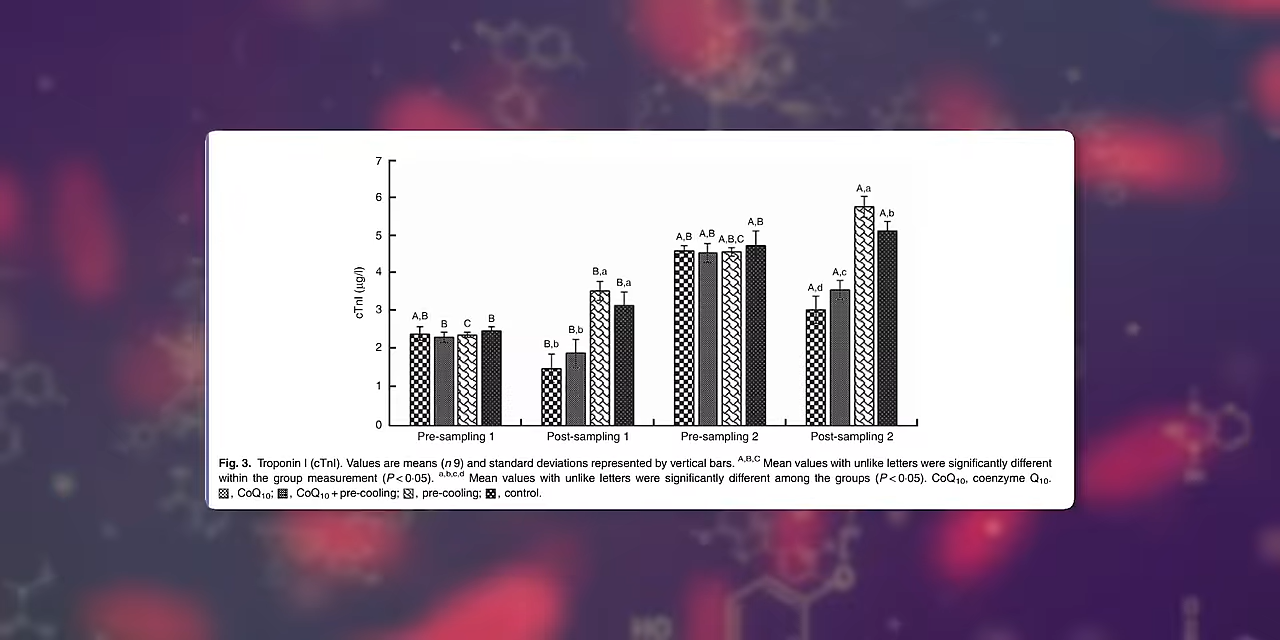 7
6
5
4
3
2
1
0
cTnI (µg/l)
A,B
B
C
B
B,b
B,b
B,a
B,a
A,B
A,B
A,B,C
A,B
A,d
A,c
A,a
A,b
Pre-sampling 1
Post-sampling 1
Pre-sampling 2
Post-sampling 2
Fig. 3. Troponin I (cTnI). Values are means (n 9) and standard deviations represented by vertical bars. A,B,C Mean values with unlike letters were significantly different
within the group measurement (P<0·05). a,b,c,d Mean values with unlike letters were significantly different among the groups (P<0·05). CoQ10, coenzyme Q10.
, CoQ10; , CoQ10+pre-cooling; , pre-cooling; , control.
HO